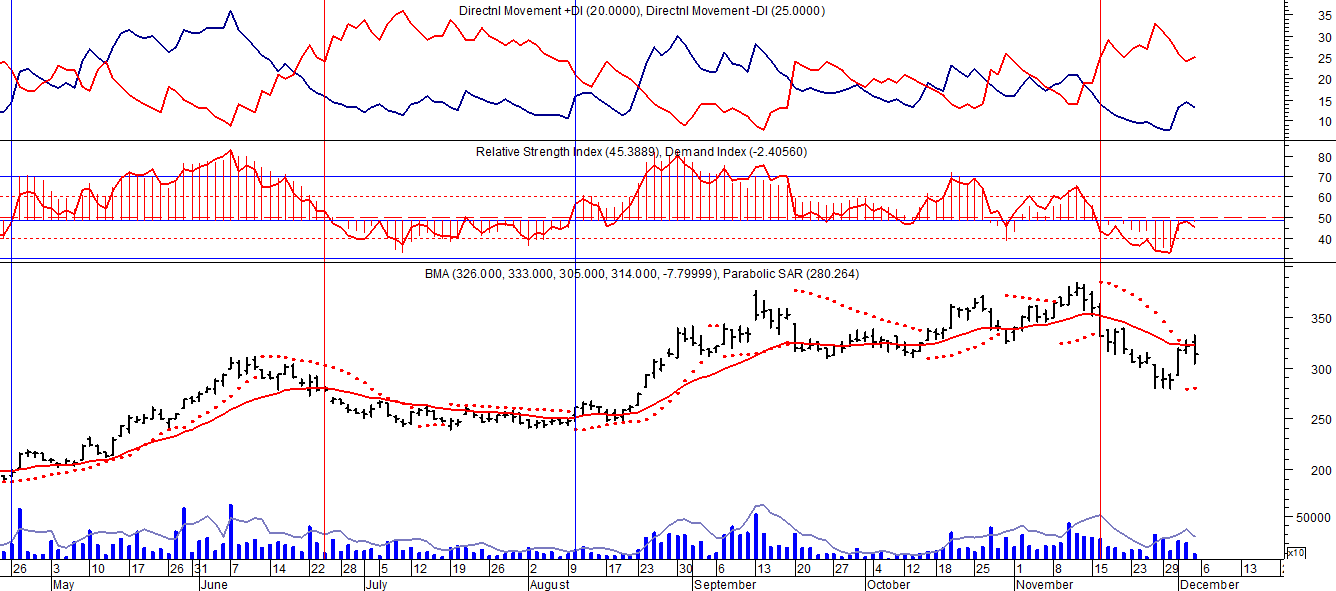 Directnl Movement +DI (20.0000), Directnl Movement -DI (25.0000)
35
30
25
20
15
10
Relative Strength Index (45.3889), Demand Index (-2.40560)
80
70
60
50
40
BMA (326.000, 333.000, 305.000, 314.000, -7.79999), Parabolic SAR (280.264)
350
300
250
200
50000
x10
26 3 10 17 26 31 7 14 22 28 5 12 19 26 2 9 17 23 30 6 13 20 27 4 12 18 25 1 8 15 23 29 6 13
May June July August September October November December